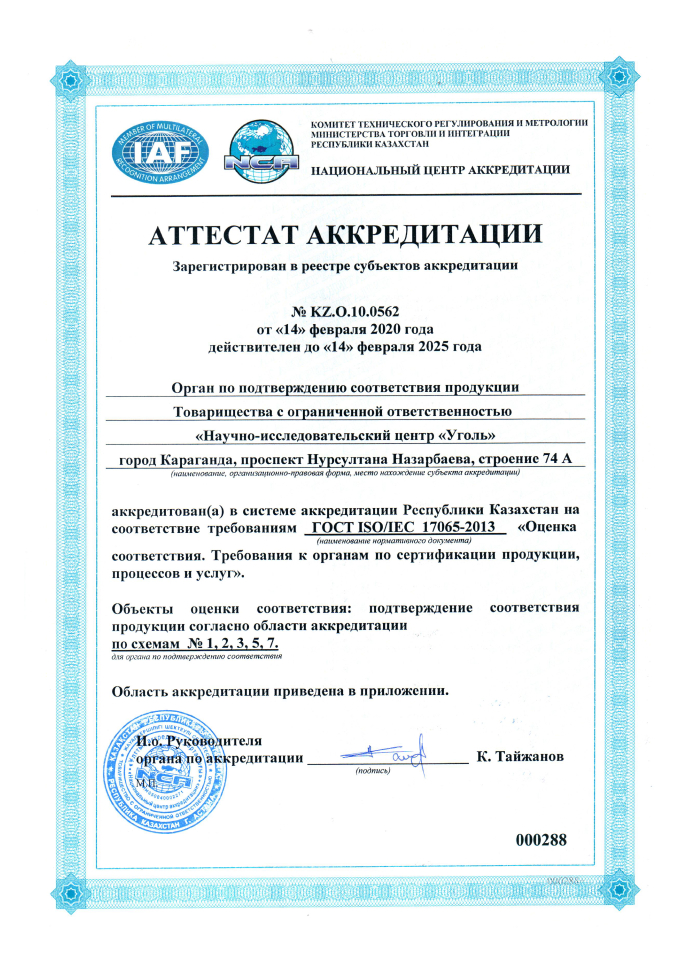 КОМИТЕТ ТЕХНИЧЕСКОГО РЕГУЛИРОВАНИЯ И МЕТРОЛОГИИ
МИНИСТЕРСТВА ТОРГОВЛИ И ИНТЕГРАЦИИ
РЕСПУБЛИКИ КАЗАХСТАН
MEMBER OF MULTILATERAL
IAF
RECOGNITION ARRANGEMENT
NCA
НАЦИОНАЛЬНЫЙ ЦЕНТР АККРЕДИТАЦИИ
АТТЕСТАТ АККРЕДИТАЦИИ
Зарегистрирован в реестре субъектов аккредитации
№ KZ.O.10.0562
от «14» февраля 2020 года
действителен до «14» февраля 2025 года
Орган по подтверждению соответствия продукции
Товарищества с ограниченной ответственностью
«Научно-исследовательский центр «Уголь»
город Караганда, проспект Нурсултана Назарбаева, строение 74 А
(наименование, организационно-правовая форма, место нахождение субъекта аккредитации)
аккредитован(а) в системе аккредитации Республики Казахстан на
соответствие требованиям ГОСТ ISO/IEC 17065-2013 «Оценка
(наименование нормативного документа)
соответствия. Требования к органам по сертификации продукции,
процессов и услуг».
Объекты оценки соответствия: подтверждение соответствия
продукции согласно области аккредитации
по схемам № 1, 2, 3, 5, 7.
для органа по подтверждению соответствия
Область аккредитации приведена в приложении.
И.о. Руководителя
органа по аккредитации К. Тайжанов
(подпись)
М.П.
NCA
000288
000288